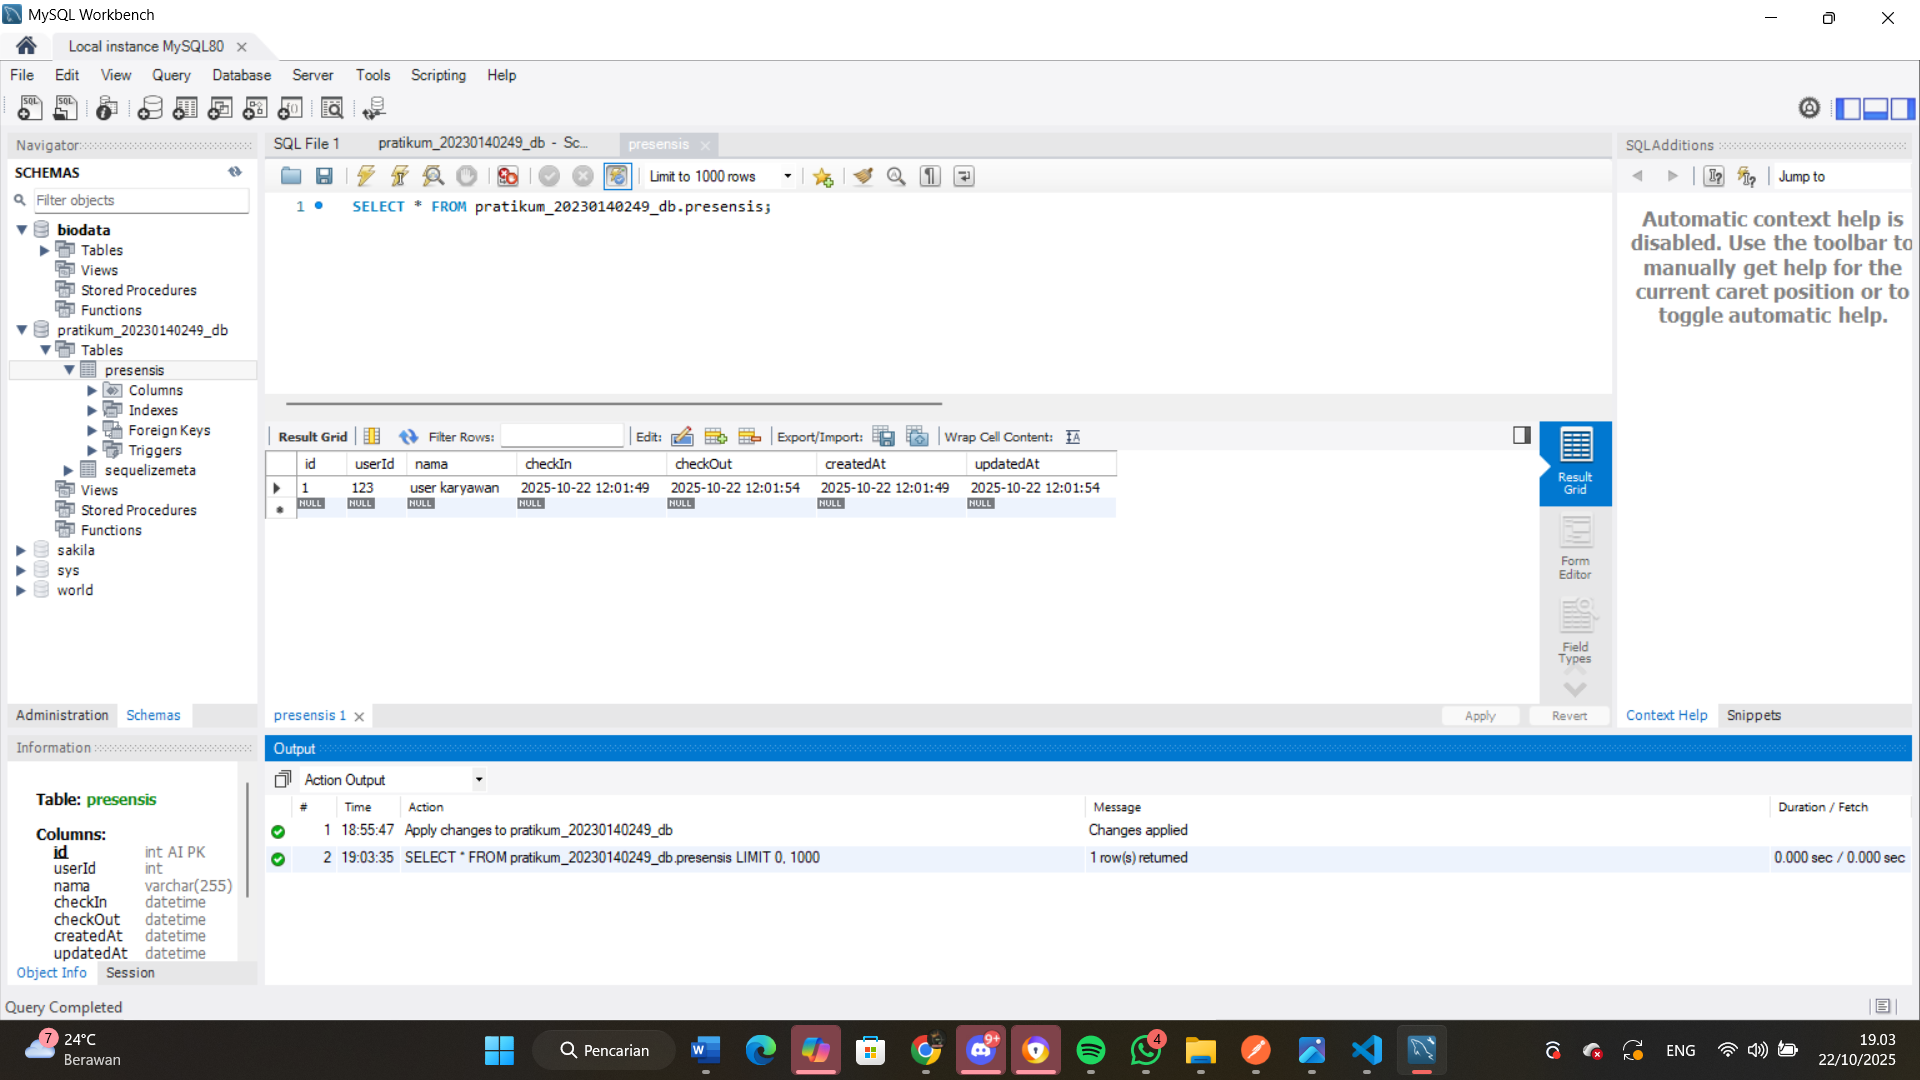 MySQL Workbench
Local instance MySQL80
File Edit View Query Database Server Tools Scripting Help
Navigator
SCHEMAS
Filter objects
biodata
Tables
Views
Stored Procedures
Functions
pratikum_20230140249_db
Tables
presensis
Columns
Indexes
Foreign Keys
Triggers
sequelizemeta
Views
Stored Procedures
Functions
sakila
sys
world
Administration Schemas
Information
Table: presensis
Columns:
id int AI PK
userId int
nama varchar(255)
checkIn datetime
checkOut datetime
createdAt datetime
updatedAt datetime
Object Info Session
Query Completed
SQL File 1 pratikum_20230140249_db - Sc... presensis
Limit to 1000 rows
1 SELECT * FROM pratikum_20230140249_db.presensis;
Result Grid Filter Rows: Edit: Export/Import: Wrap Cell Content:
id userId nama checkIn checkOut createdAt updatedAt
1 123 user karyawan 2025-10-22 12:01:49 2025-10-22 12:01:54 2025-10-22 12:01:49 2025-10-22 12:01:54
NULL NULL NULL NULL NULL NULL NULL
Result
Grid
Form
Editor
Field
Types
presensis 1
Apply Revert
SQLAdditions
Jump to
Automatic context help is
disabled. Use the toolbar to
manually get help for the
current caret position or to
toggle automatic help.
Context Help Snippets
Output
Action Output
# Time Action Message Duration / Fetch
1 18:55:47 Apply changes to pratikum_20230140249_db Changes applied
2 19:03:35 SELECT * FROM pratikum_20230140249_db.presensis LIMIT 0, 1000 1 row(s) returned 0.000 sec / 0.000 sec
7 24°C
Berawan
Pencarian
9+
4
ENG
19.03
22/10/2025